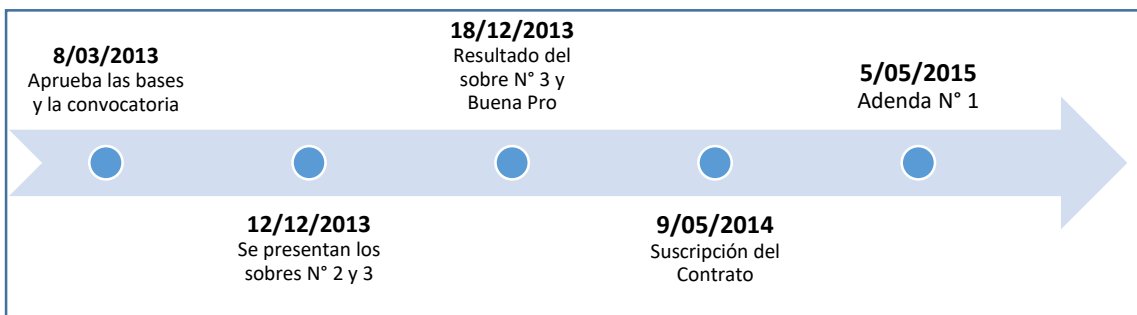 8/03/2013
Aprueba las bases
y la convocatoria
12/12/2013
Se presentan los
sobres N° 2 y 3
18/12/2013
Resultado del
sobre N° 3 y
Buena Pro
9/05/2014
Suscripción del
Contrato
5/05/2015
Adenda N° 1